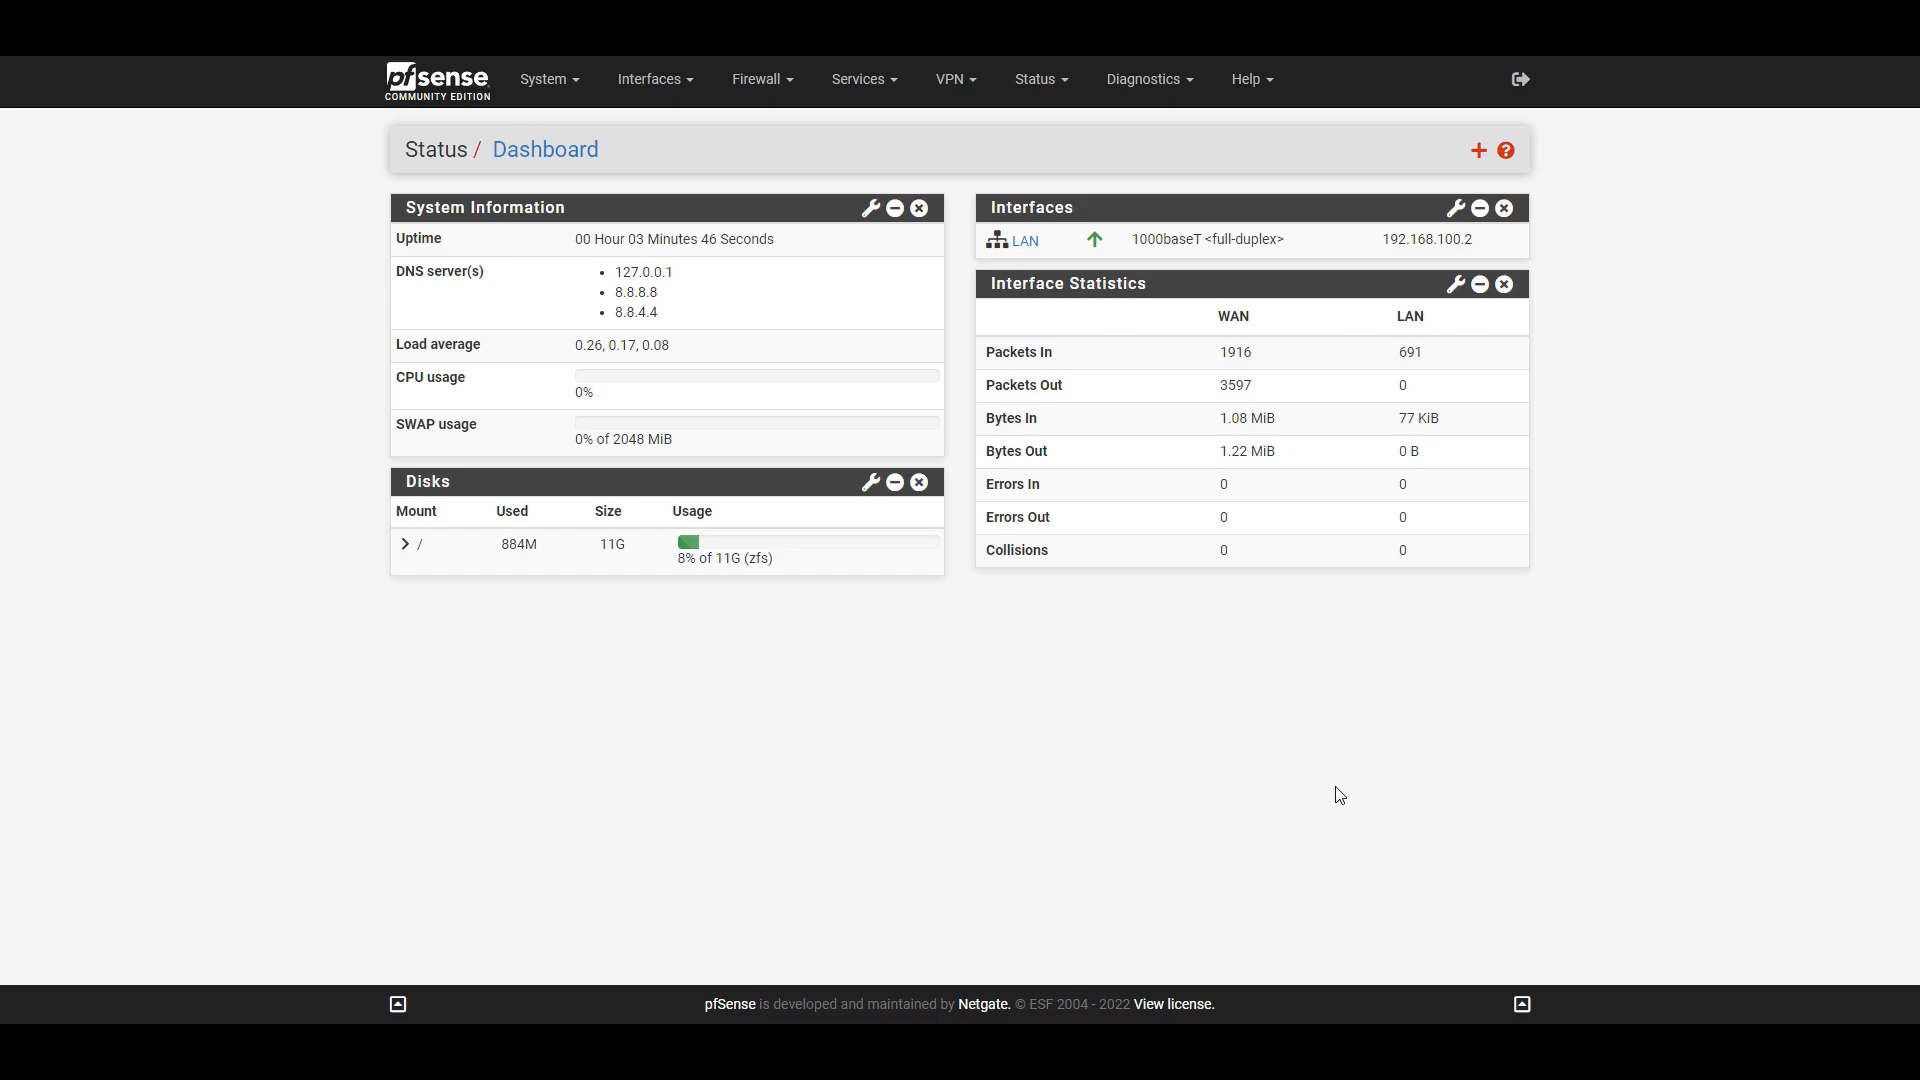 pfsense
COMMUNITY EDITION
System
Interfaces
Firewall
Services
VPN
Status
Diagnostics
Help
Status / Dashboard
System Information
Uptime 00 Hour 03 Minutes 46 Seconds
DNS server(s)
127.0.0.1
8.8.8.8
8.8.4.4
Load average 0.26, 0.17, 0.08
CPU usage
0%
SWAP usage
0% of 2048 MiB
Disks
Mount Used Size Usage
/ 884M 11G
8% of 11G (zfs)
Interfaces
LAN 1000baseT <full-duplex> 192.168.100.2
Interface Statistics
WAN LAN
Packets In 1916 691
Packets Out 3597 0
Bytes In 1.08 MiB 77 KiB
Bytes Out 1.22 MiB 0 B
Errors In 0 0
Errors Out 0 0
Collisions 0 0
pfSense is developed and maintained by Netgate. © ESF 2004 - 2022 View license.